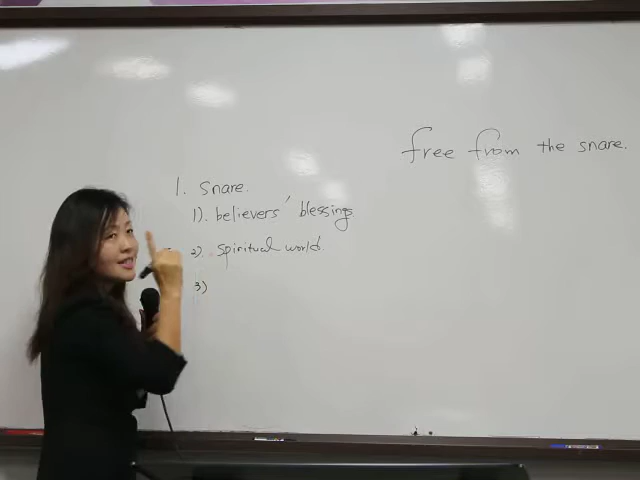 free from the snare.
1. Snare.
1). believers' blessings
2). spiritual world.
3)